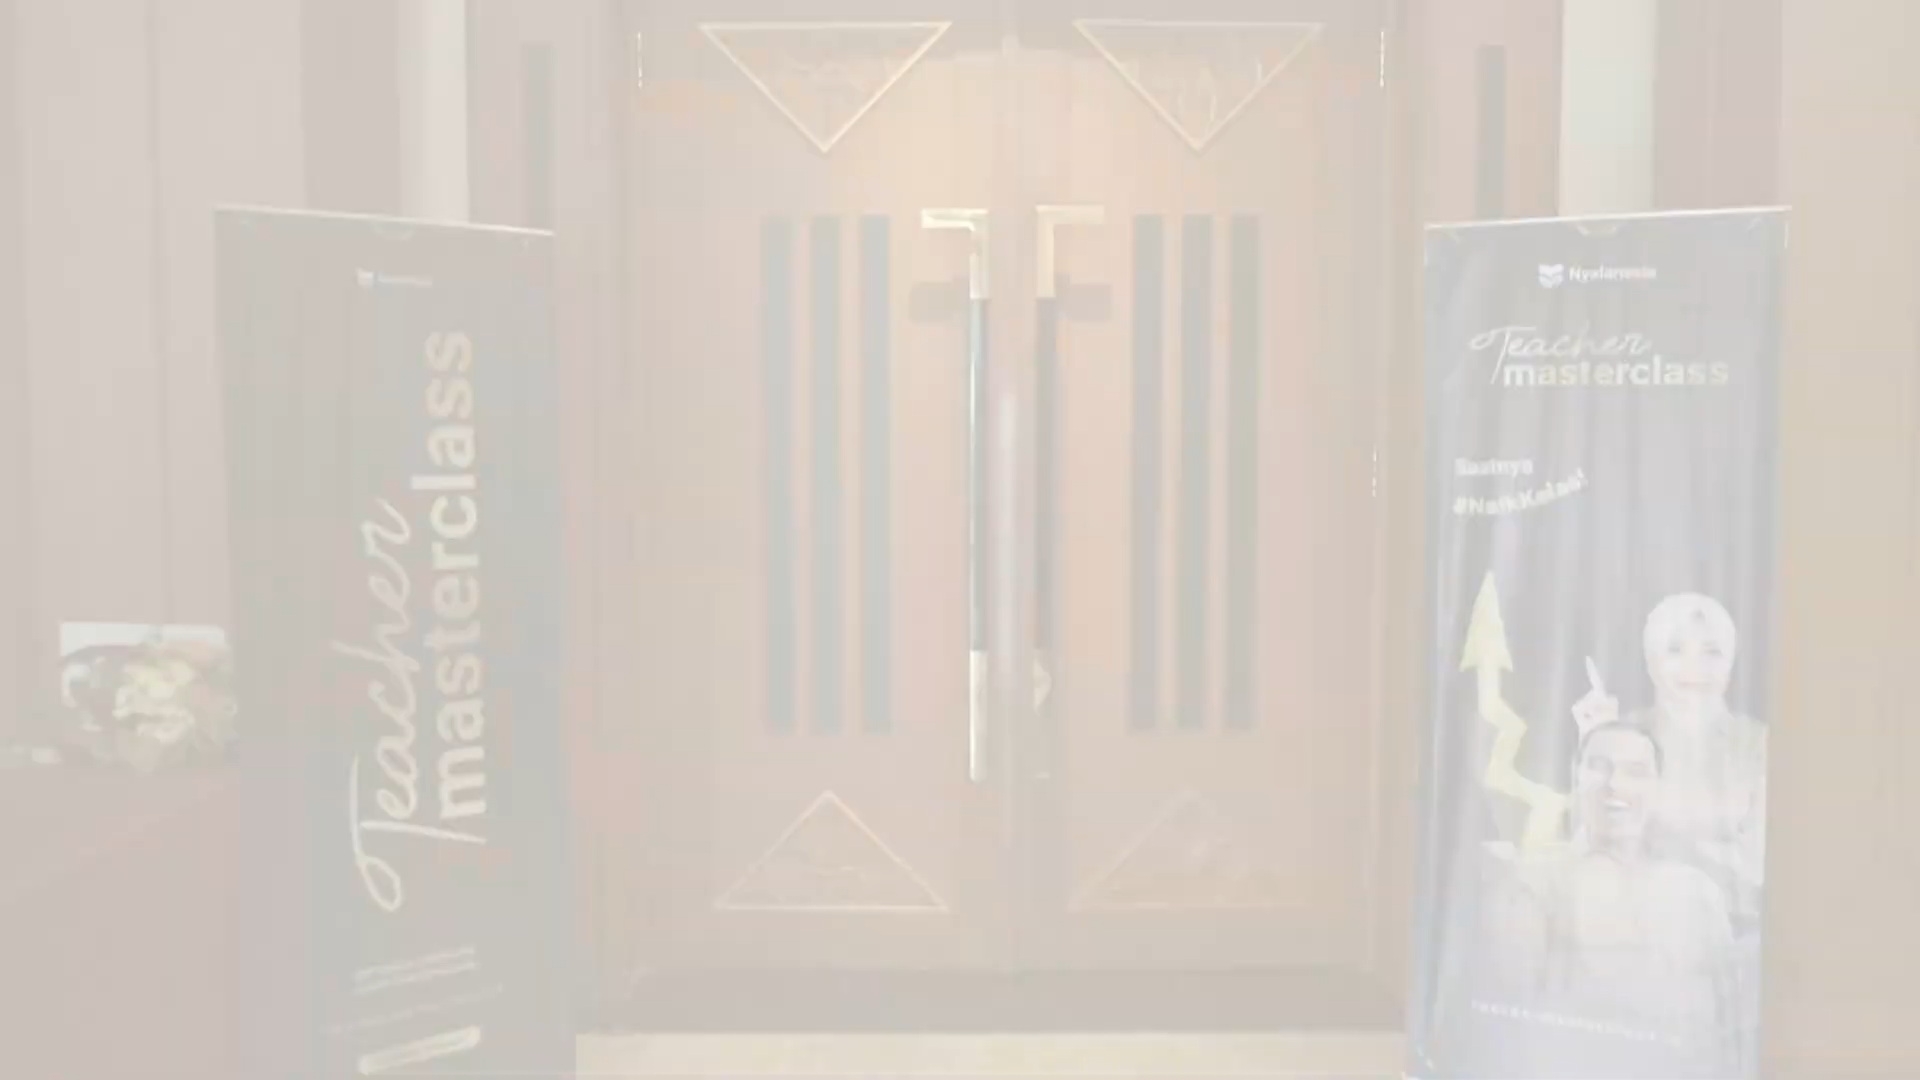 Teacher
masterclass
Nyalanesia
Teacher
masterclass
Saatnya
#NaikKelas!